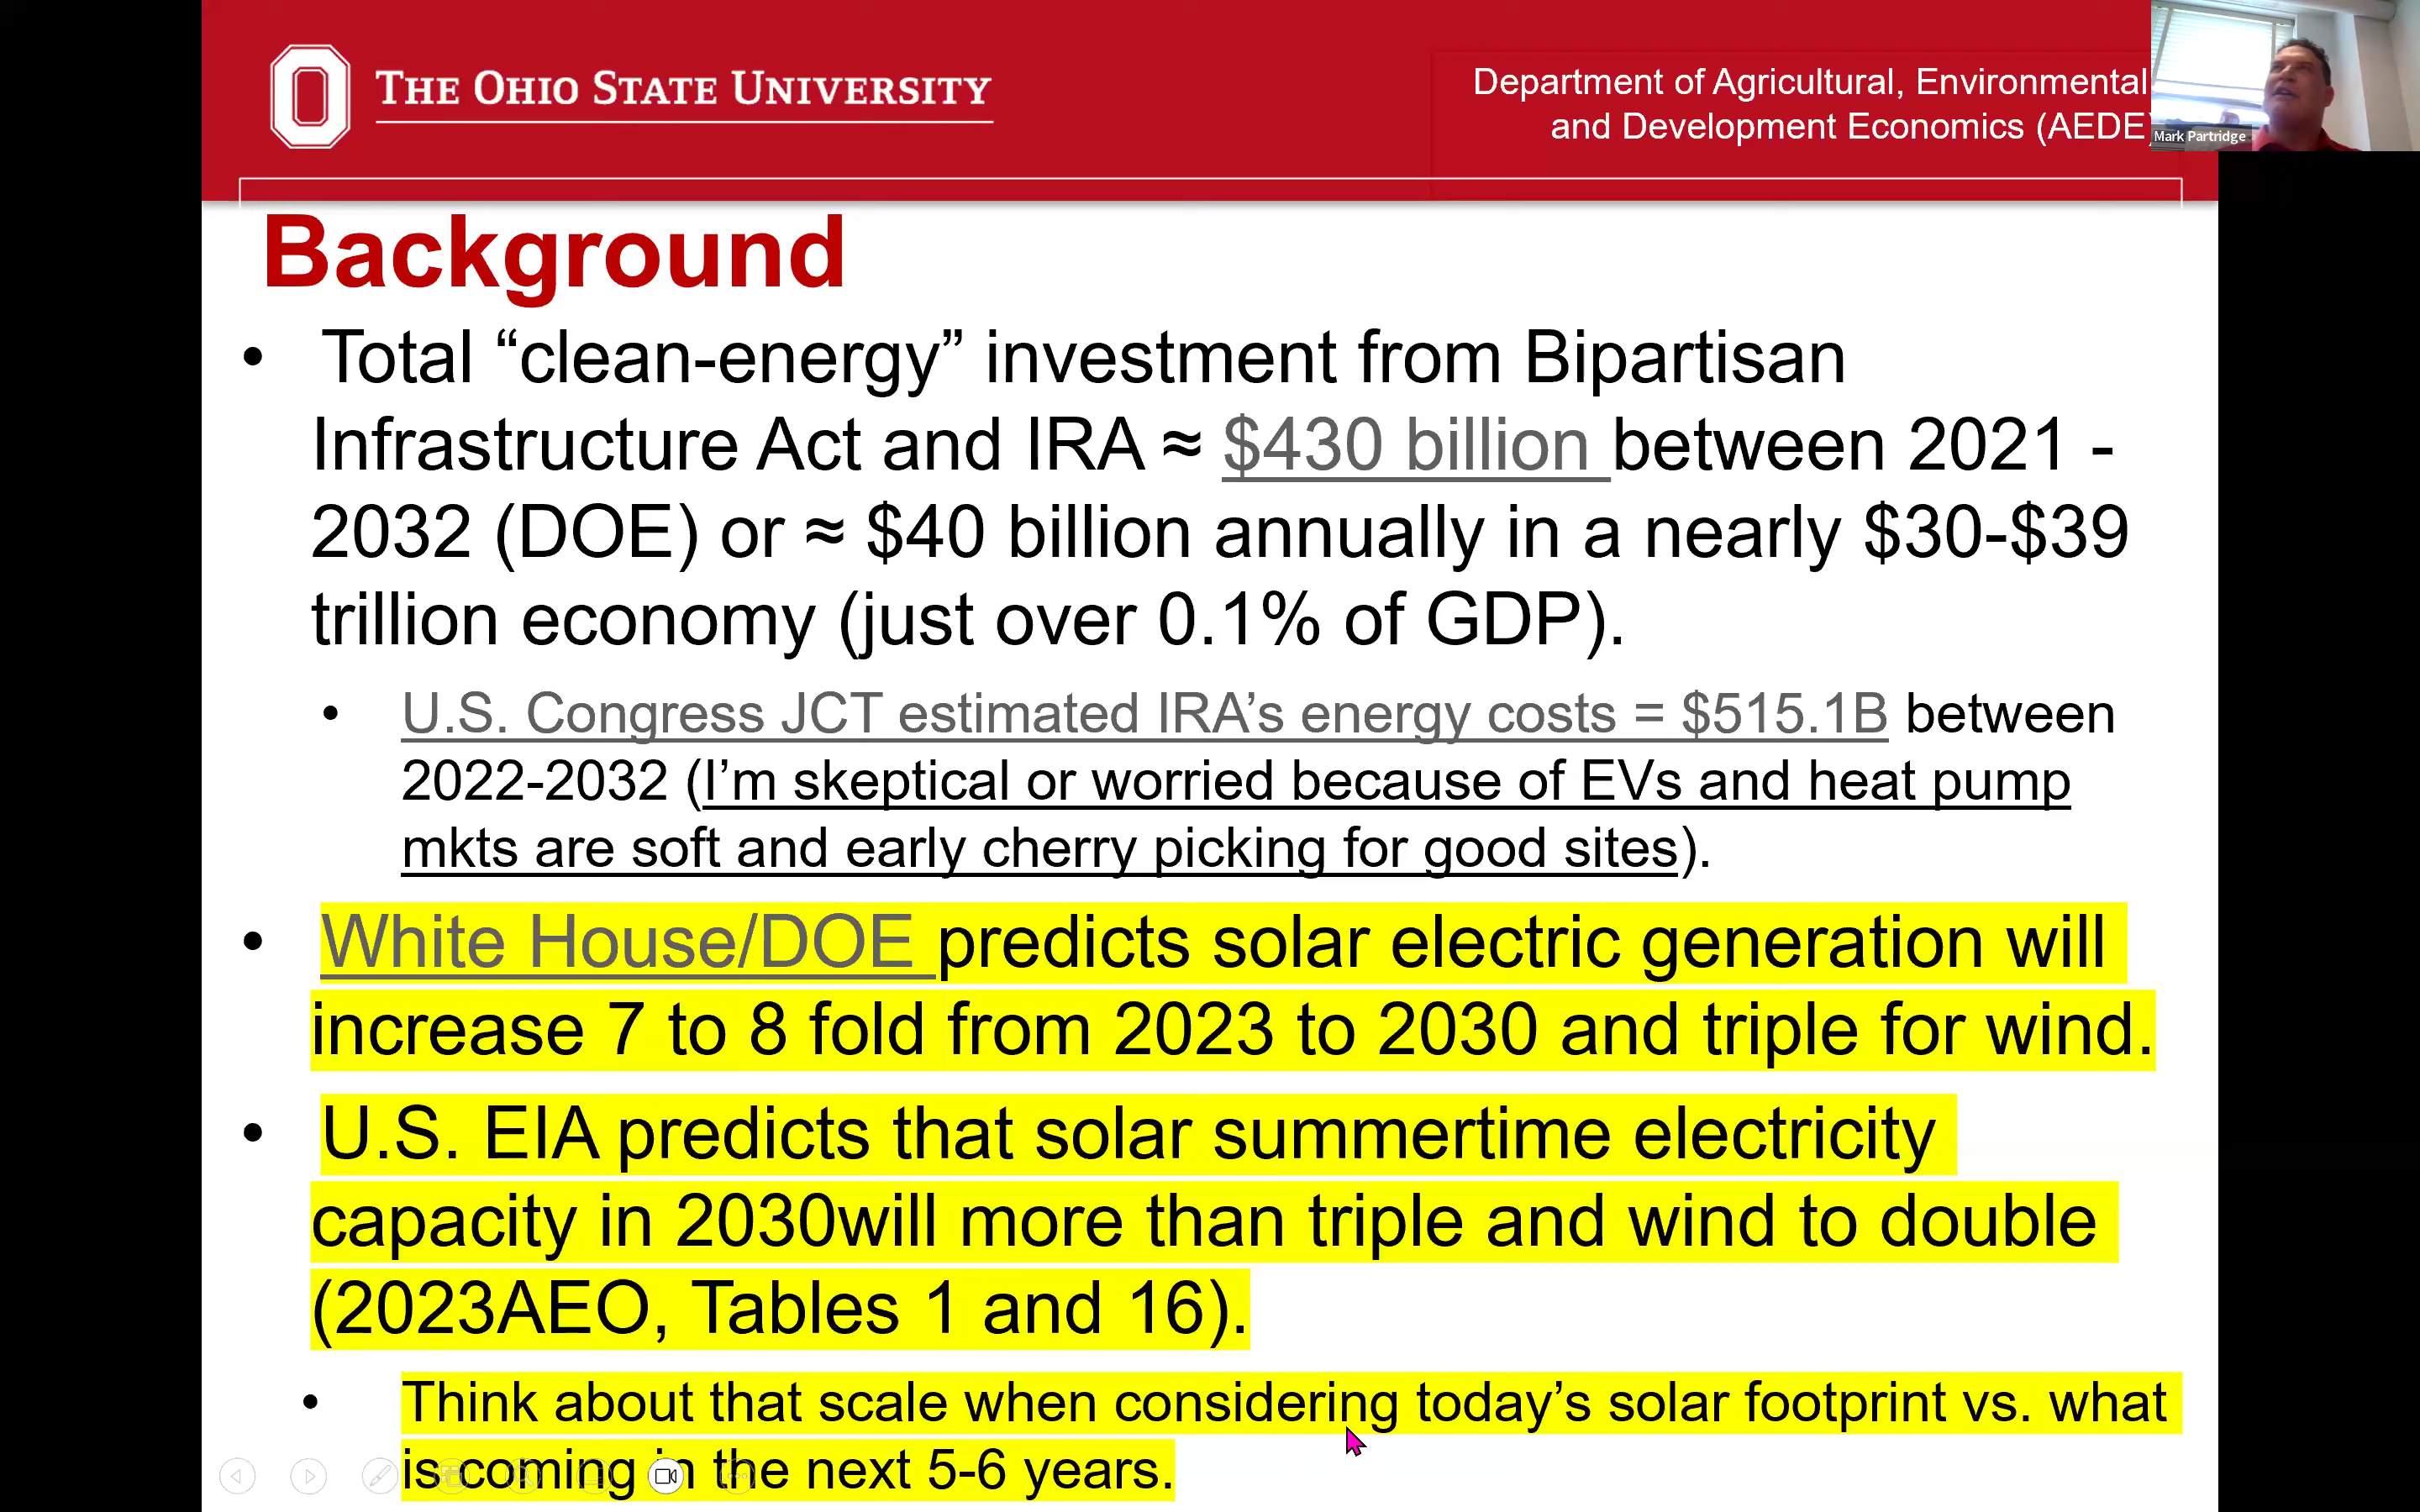 THE OHIO STATE UNIVERSITY
Department of Agricultural, Environmental
and Development Economics (AEDE)
Mark Partridge
Background
• Total “clean-energy” investment from Bipartisan
Infrastructure Act and IRA ≈ $430 billion between 2021 -
2032 (DOE) or ≈ $40 billion annually in a nearly $30-$39
trillion economy (just over 0.1% of GDP).
• U.S. Congress JCT estimated IRA’s energy costs = $515.1B between
2022-2032 (I’m skeptical or worried because of EVs and heat pump
mkts are soft and early cherry picking for good sites).
• White House/DOE predicts solar electric generation will
increase 7 to 8 fold from 2023 to 2030 and triple for wind.
• U.S. EIA predicts that solar summertime electricity
capacity in 2030will more than triple and wind to double
(2023AEO, Tables 1 and 16).
• Think about that scale when considering today’s solar footprint vs. what
is coming in the next 5-6 years.